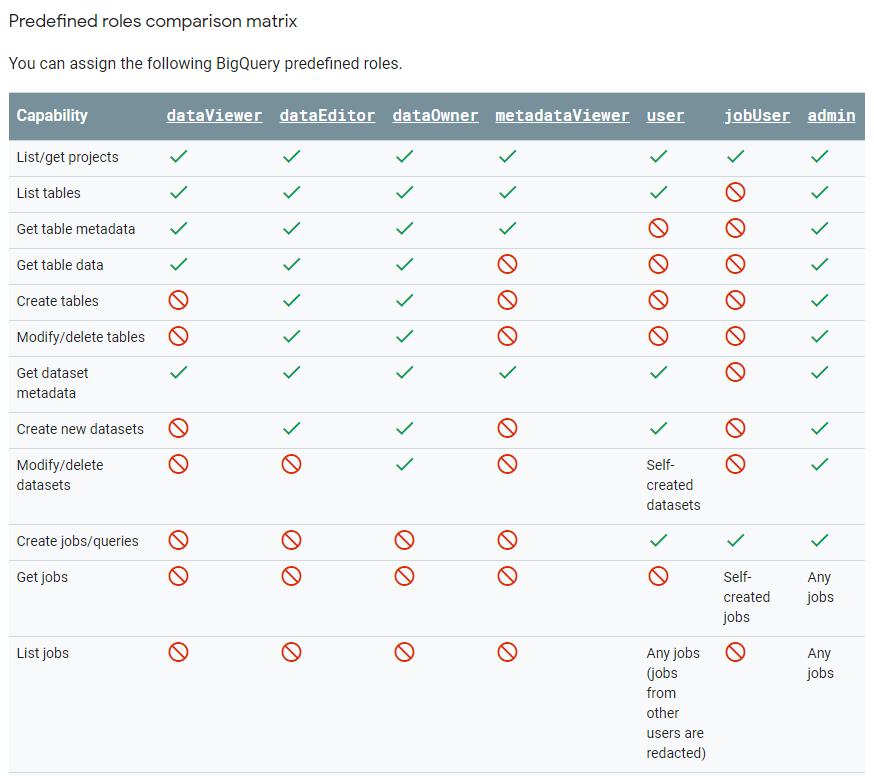 Predefined roles comparison matrix
You can assign the following BigQuery predefined roles.
Capability dataViewer dataEditor dataOwner metadataViewer user jobUser admin
List/get projects
List tables
Get table metadata
Get table data
Create tables
Modify/delete tables
Get dataset
metadata
Create new datasets
Modify/delete
datasets
Self-
created
datasets
Create jobs/queries
Get jobs
Self-
created
jobs
Any
jobs
List jobs
Any jobs
(jobs
from
other
users are
redacted)
Any
jobs